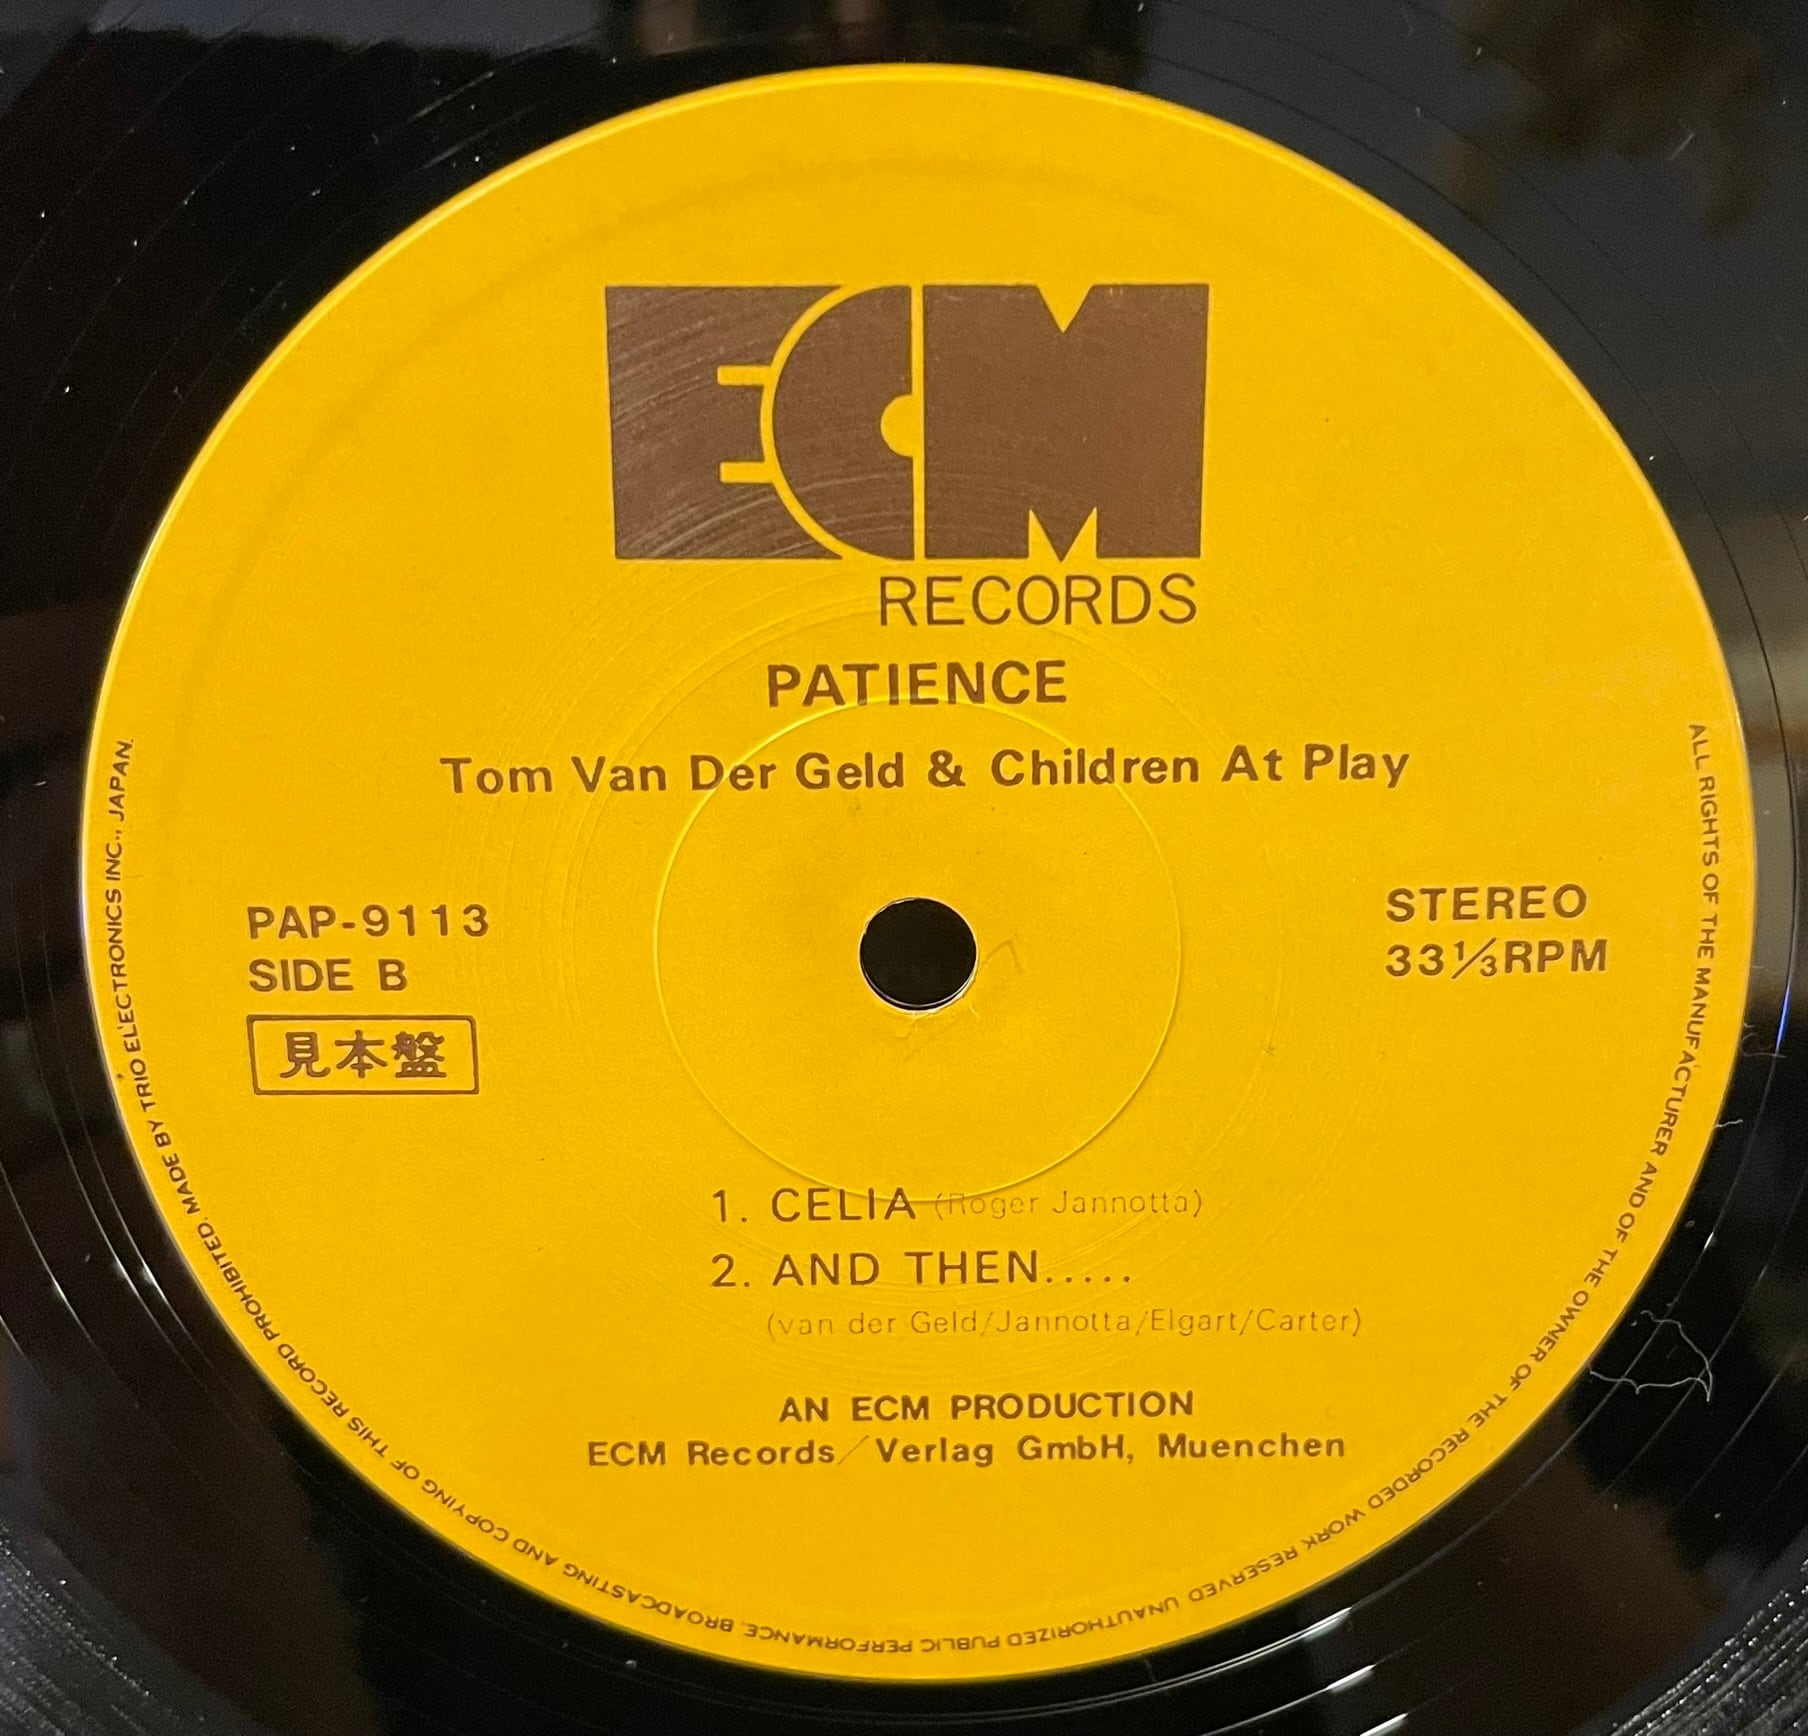 ECM
RECORDS
PATIENCE
Tom Van Der Geld & Children At Play
PAP-9113
SIDE B
見本盤
STEREO
33⅓RPM
1. CELIA (Roger Jannotta)
2. AND THEN.....
(van der Geld/Jannotta/Elgart/Carter)
AN ECM PRODUCTION
ECM Records/Verlag GmbH, Muenchen
ALL RIGHTS OF THE MANUFACTURER AND OF THE OWNER OF THE RECORDED WORK RESERVED UNAUTHORIZED PUBLIC PERFORMANCE. BROADCASTING AND COPYING OF THIS RECORD PROHIBITED. MADE BY TRIO ELECTRONICS INC., JAPAN.